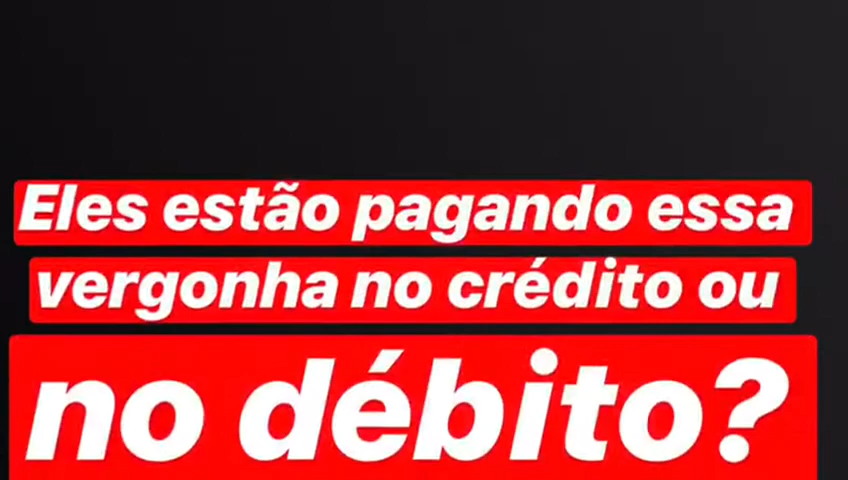 Eles estão pagando essa
vergonha no crédito ou
no débito?